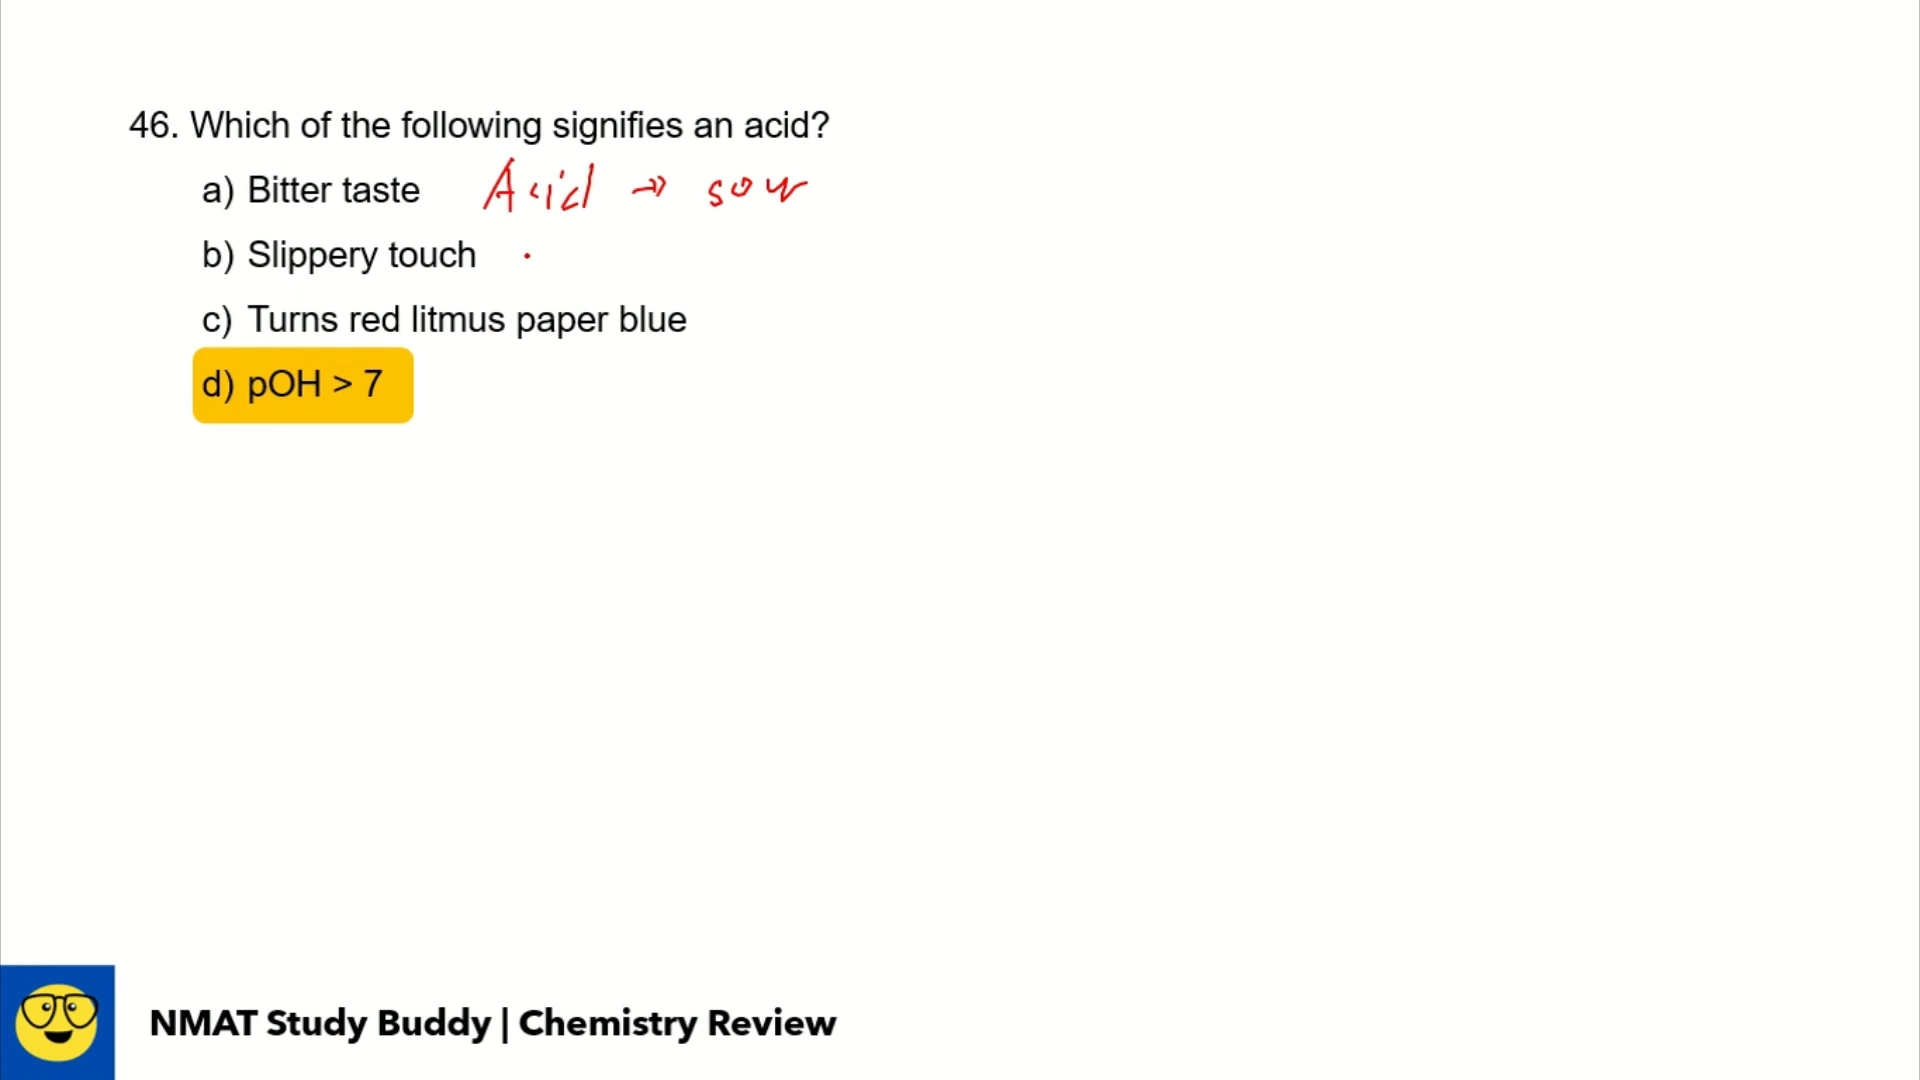 46. Which of the following signifies an acid?
a) Bitter taste Acid → sour
b) Slippery touch
c) Turns red litmus paper blue
d) pOH > 7
NMAT Study Buddy | Chemistry Review